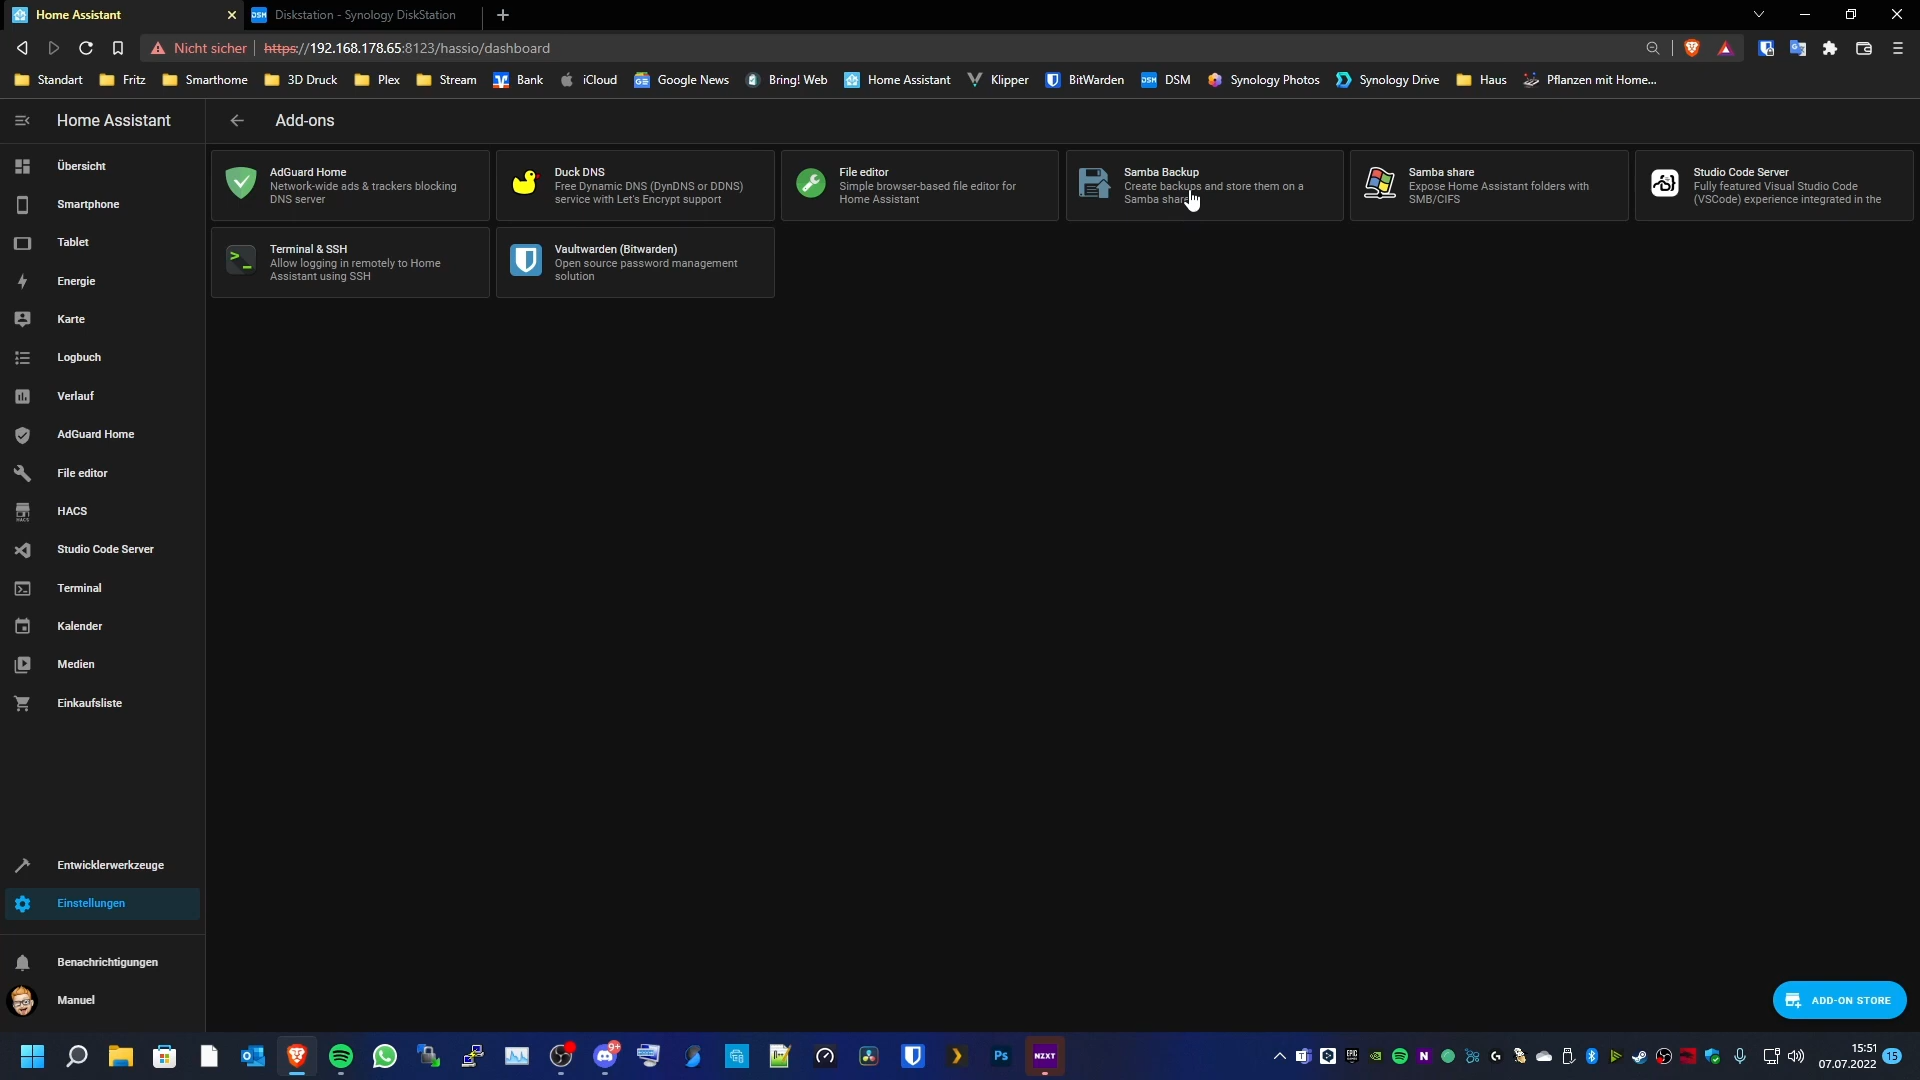 Home Assistant
Diskstation - Synology DiskStation
Nicht sicher https://192.168.178.65:8123/hassio/dashboard
Standart Fritz Smarthome 3D Druck Plex Stream Bank iCloud Google News Bring! Web Home Assistant Klipper BitWarden DSM Synology Photos Synology Drive Haus Pflanzen mit Home...
Home Assistant
Add-ons
Übersicht
Smartphone
Tablet
Energie
Karte
Logbuch
Verlauf
AdGuard Home
File editor
HACS
Studio Code Server
Terminal
Kalender
Medien
Einkaufsliste
Entwicklerwerkzeuge
Einstellungen
Benachrichtigungen
Manuel
AdGuard Home
Network-wide ads & trackers blocking
DNS server
Duck DNS
Free Dynamic DNS (DynDNS or DDNS)
service with Let's Encrypt support
File editor
Simple browser-based file editor for
Home Assistant
Samba Backup
Create backups and store them on a
Samba share
Samba share
Expose Home Assistant folders with
SMB/CIFS
Studio Code Server
Fully featured Visual Studio Code
(VSCode) experience integrated in the
Terminal & SSH
Allow logging in remotely to Home
Assistant using SSH
Vaultwarden (Bitwarden)
Open source password management
solution
ADD-ON STORE
9+
Ps
NZXT
15:51
07.07.2022
15